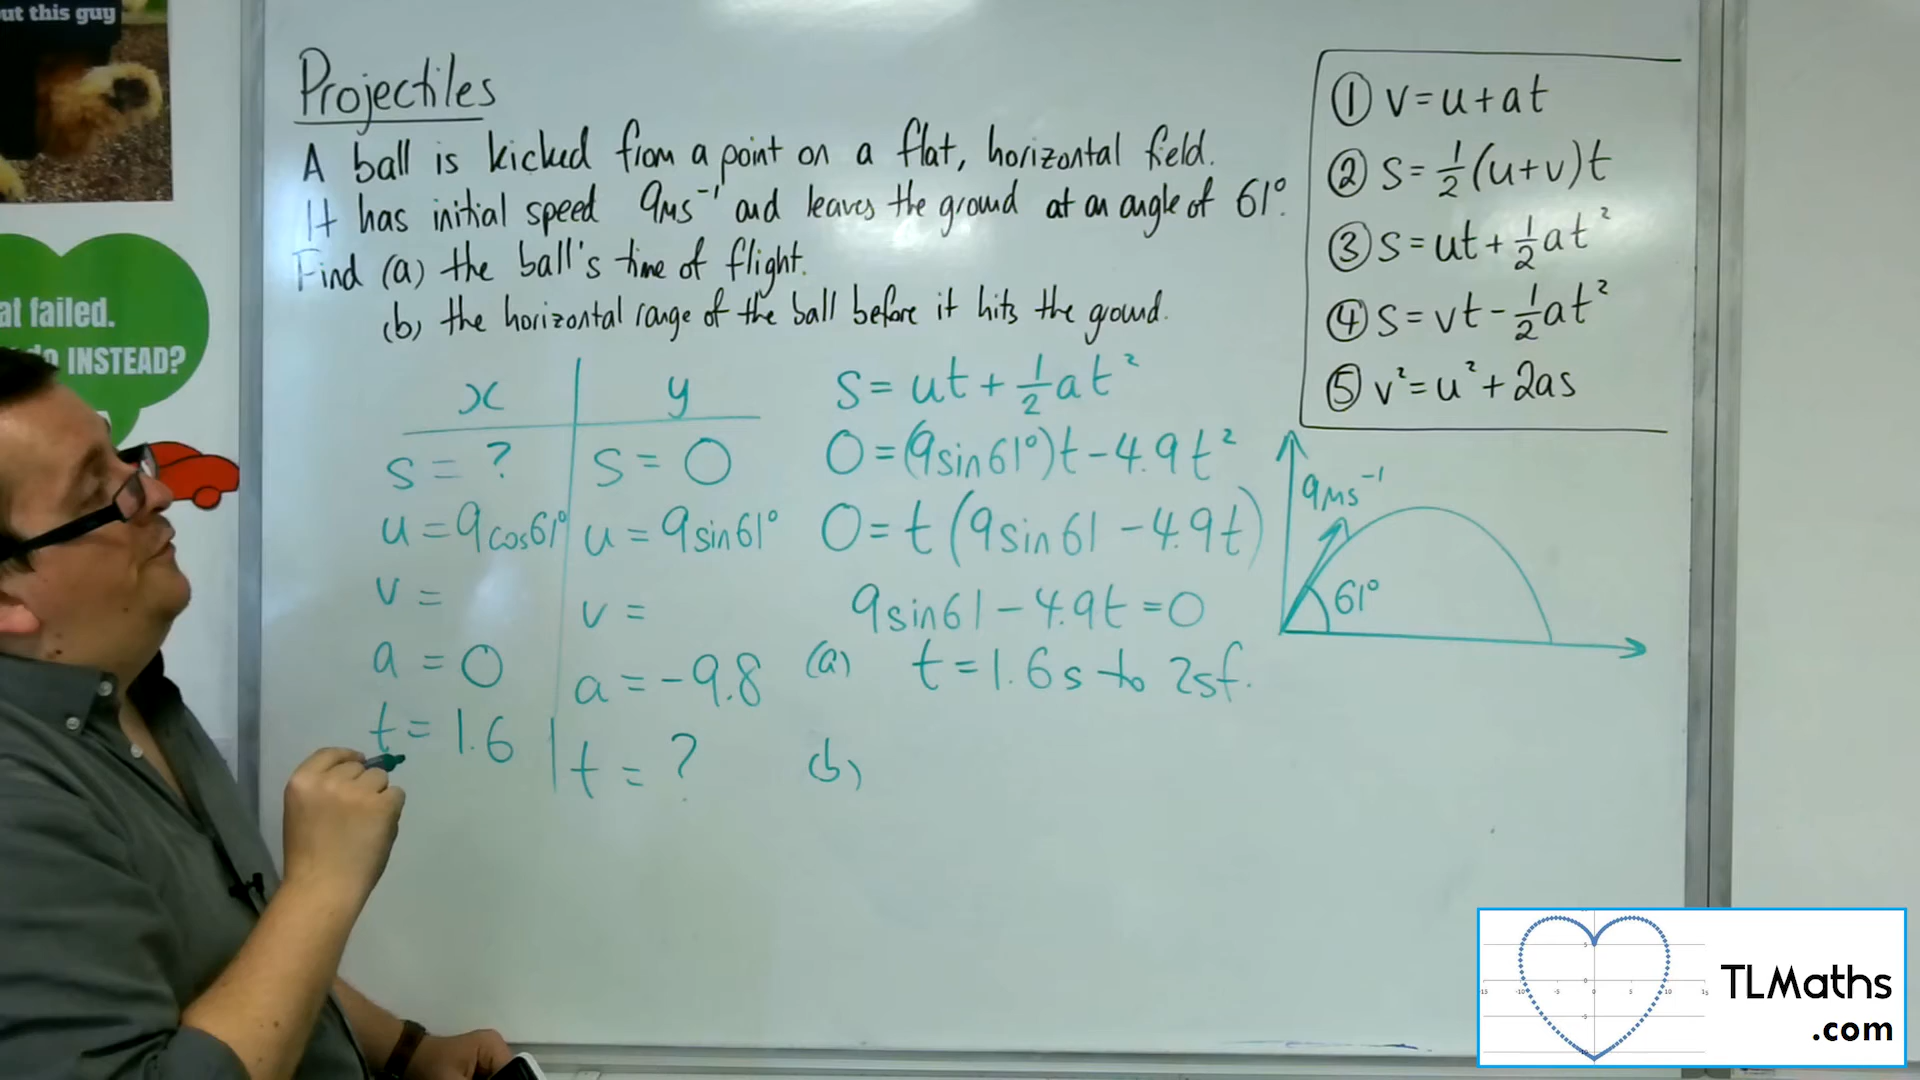 ut this guy
at failed.
INSTEAD?
Projectiles
A ball is kicked from a point on a flat, horizontal field.
It has initial speed 9ms⁻¹ and leaves the ground at an angle of 61°.
Find (a) the ball's time of flight.
(b) the horizontal range of the ball before it hits the ground.
① v=u+at
② s=½(u+v)t
③ s=ut+½at²
④ s=vt-½at²
⑤ v²=u²+2as
x y
s = ? s = 0
u = 9cos61° u = 9sin61°
v = v =
a = 0 a = -9.8
t = 1.6 t = ?
s = ut + ½at²
0 = (9sin61°)t - 4.9t²
0 = t(9sin61 - 4.9t)
9sin61 - 4.9t = 0
(a) t = 1.6s to 2sf.
(b)
9ms⁻¹
61°
TLMaths
.com